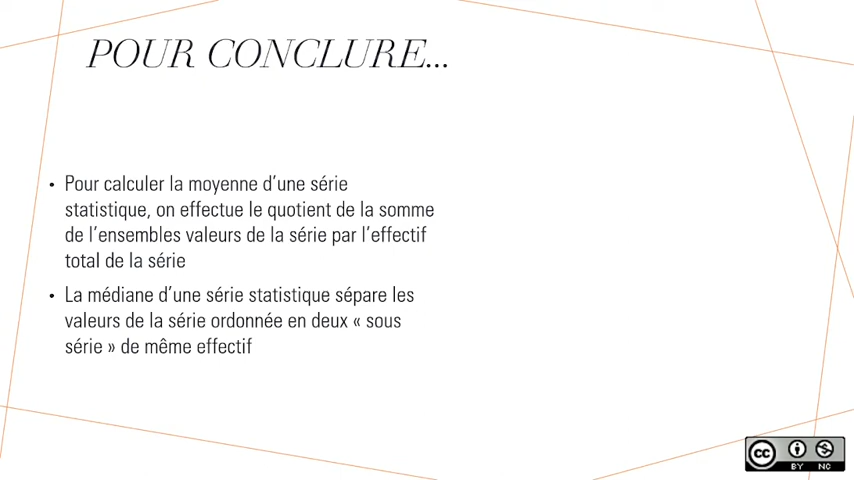 POUR CONCLURE...
• Pour calculer la moyenne d’une série
statistique, on effectue le quotient de la somme
de l’ensembles valeurs de la série par l’effectif
total de la série
• La médiane d’une série statistique sépare les
valeurs de la série ordonnée en deux « sous
série » de même effectif
cc
BY NC